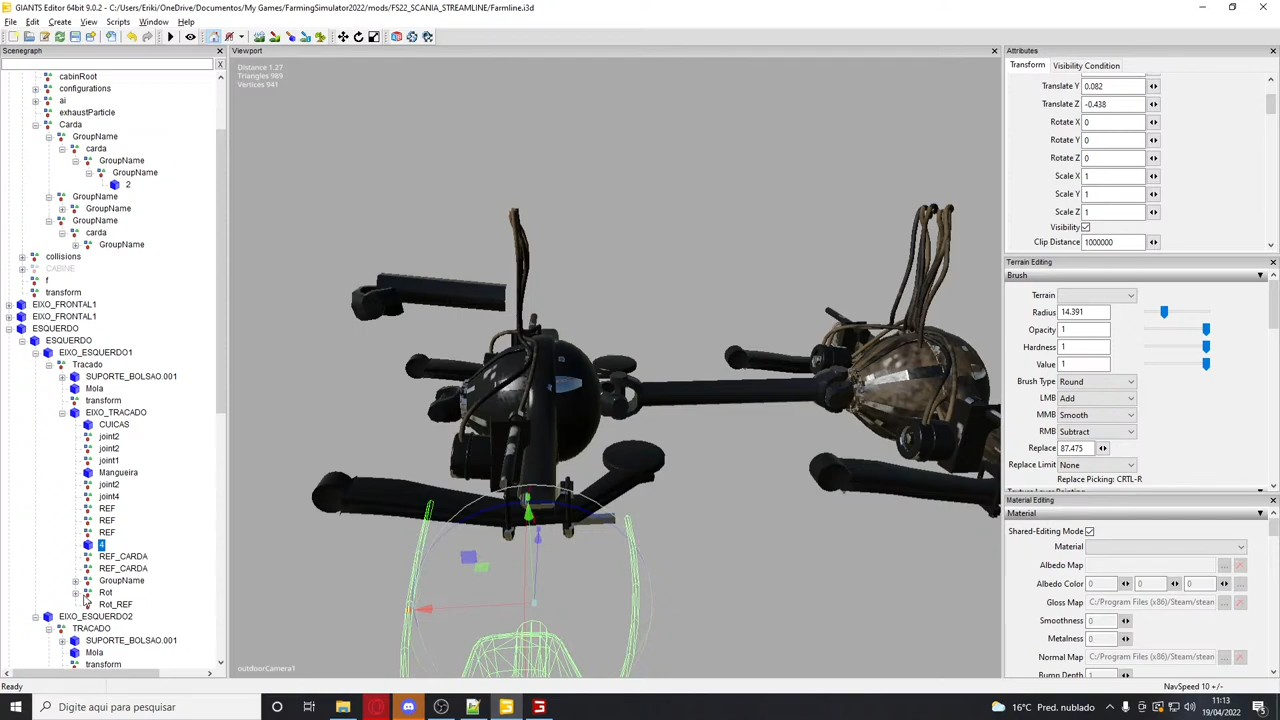 GIANTS Editor 64bit 9.0.2 - C:/Users/Eriki/OneDrive/Documentos/My Games/FarmingSimulator2022/mods/FS22_SCANIA_STREAMLINE/Farmline.i3d
File Edit Create View Scripts Window Help
Scenegraph
X
cabinRoot
configurations
ai
exhaustParticle
Carda
GroupName
carda
GroupName
GroupName
2
GroupName
GroupName
GroupName
carda
GroupName
collisions
CABINE
f
transform
EIXO_FRONTAL1
EIXO_FRONTAL1
ESQUERDO
ESQUERDO
EIXO_ESQUERDO1
Tracado
SUPORTE_BOLSAO.001
Mola
transform
EIXO_TRACADO
CUICAS
joint2
joint2
joint1
Mangueira
joint2
joint4
REF
REF
REF
4
REF_CARDA
REF_CARDA
GroupName
Rot
Rot_REF
EIXO_ESQUERDO2
TRACADO
SUPORTE_BOLSAO.001
Mola
transform
Viewport
Distance 1.27
Triangles 989
Vertices 941
outdoorCamera1
Attributes
Transform Visibility Condition
Translate Y 0.082
Translate Z -0.438
Rotate X 0
Rotate Y 0
Rotate Z 0
Scale X 1
Scale Y 1
Scale Z 1
Visibility
Clip Distance 1000000
Terrain Editing
Brush
Terrain
Radius 14.391
Opacity 1
Hardness 1
Value 1
Brush Type Round
LMB Add
MMB Smooth
RMB Subtract
Replace 87.475
Replace Limit None
Replace Picking: CRTL-R
Texture Layer Painting
Material Editing
Material
Shared-Editing Mode
Material
Albedo Map ...
Albedo Color 0 0 0
Gloss Map C:/Program Files (x86)/Steam/stean ...
Smoothness 0
Metalness 0
Normal Map C:/Program Files (x86)/Steam/stean ...
Bump Depth 1
Ready
NavSpeed 10 +/-
Digite aqui para pesquisar
16°C Pred. nublado
11:13
19/04/2022